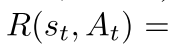 R(s_t, A_t) =